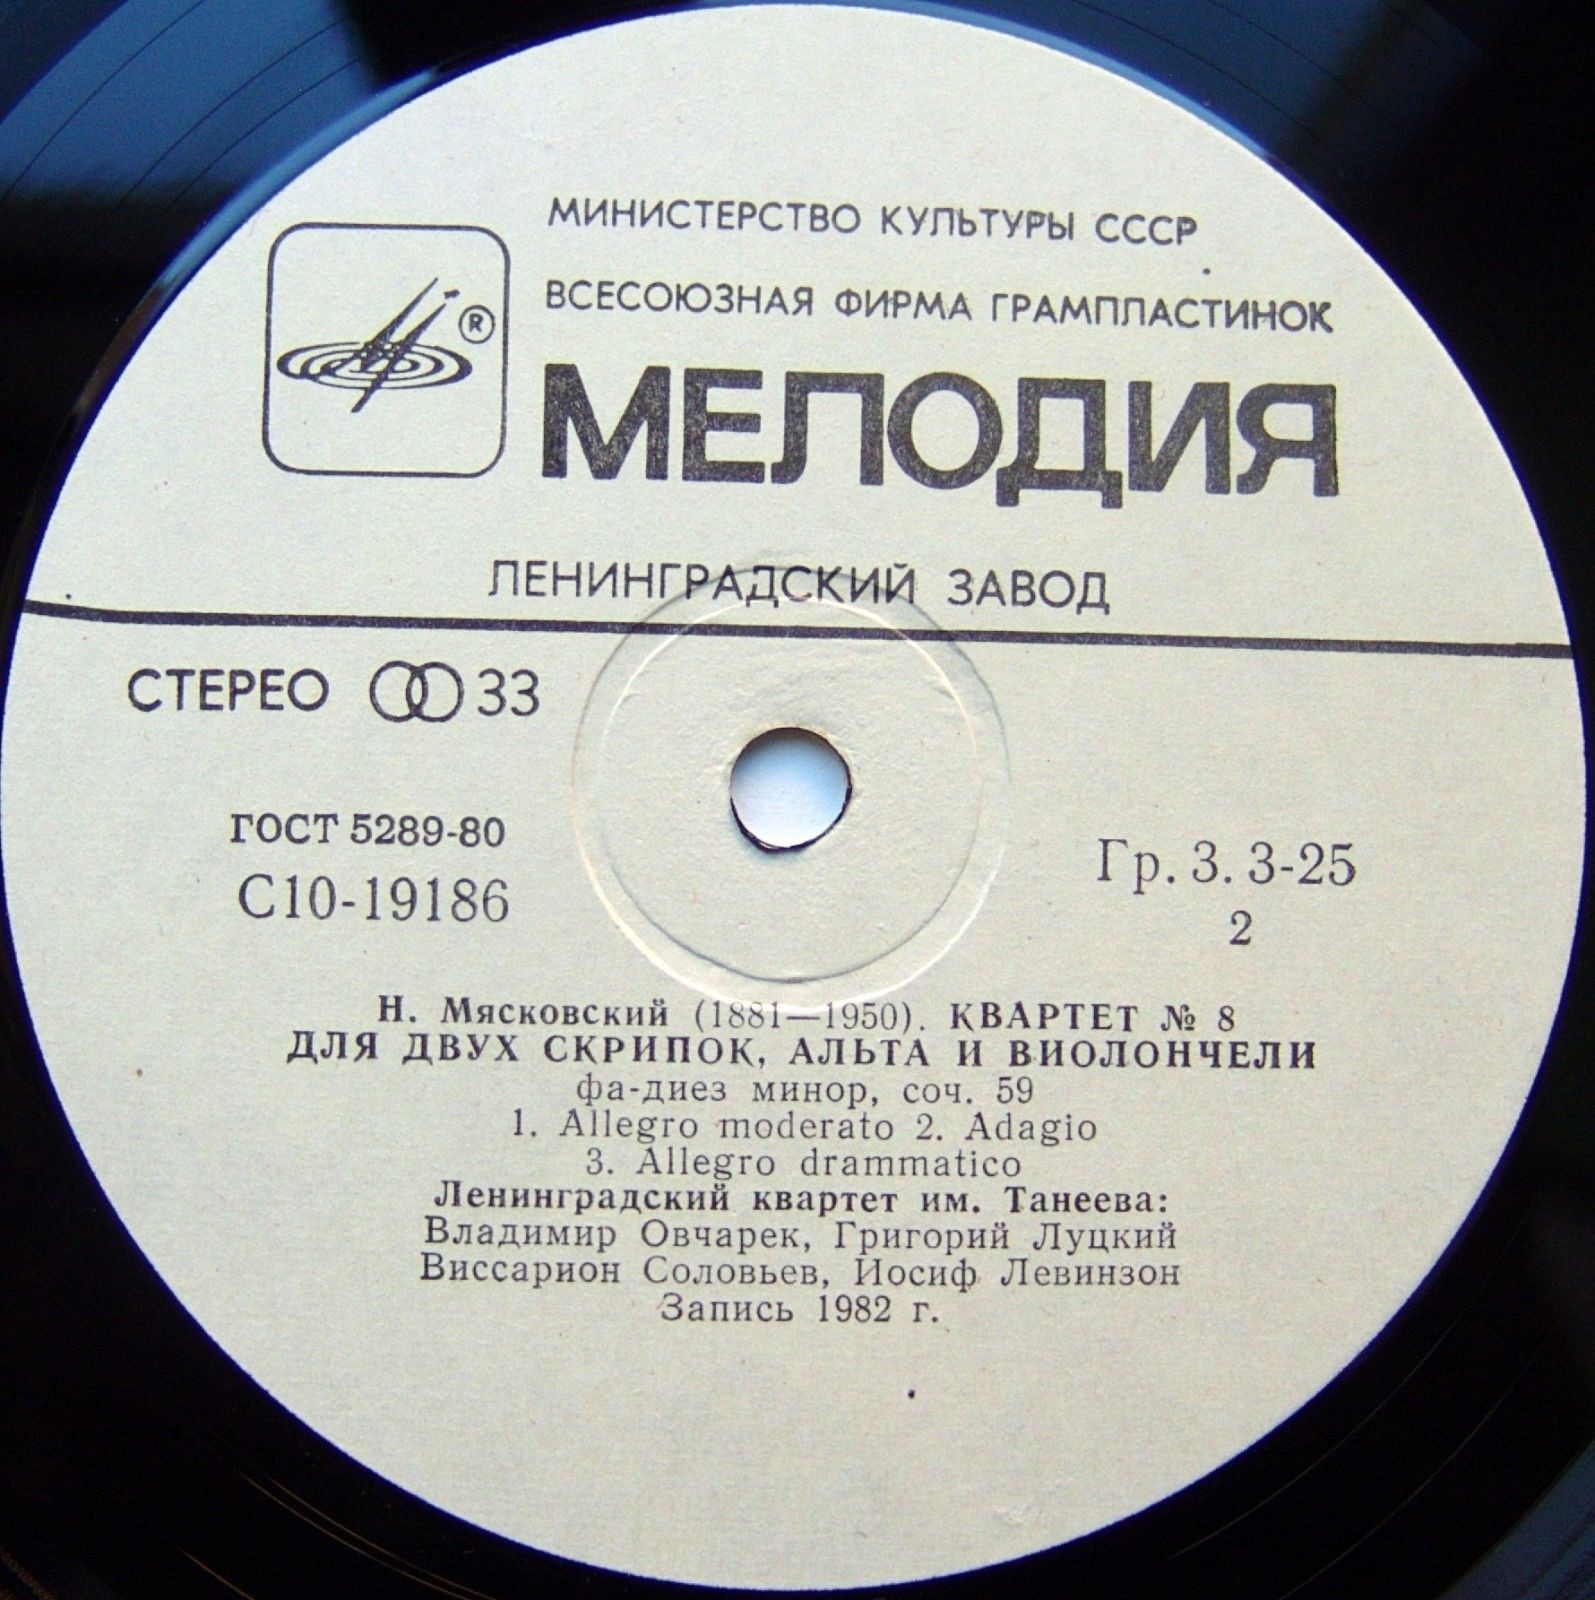 МИНИСТЕРСТВО КУЛЬТУРЫ СССР
ВСЕСОЮЗНАЯ ФИРМА ГРАМПЛАСТИНОК
®
МЕЛОДИЯ
ЛЕНИНГРАДСКИЙ ЗАВОД
СТЕРЕО 33
ГОСТ 5289-80
С10-19186
Гр. 3. 3-25
2
Н. Мясковский (1881—1950). КВАРТЕТ № 8
ДЛЯ ДВУХ СКРИПОК, АЛЬТА И ВИОЛОНЧЕЛИ
фа-диез минор, соч. 59
1. Allegro moderato 2. Adagio
3. Allegro drammatico
Ленинградский квартет им. Танеева:
Владимир Овчарек, Григорий Луцкий
Виссарион Соловьев, Иосиф Левинзон
Запись 1982 г.